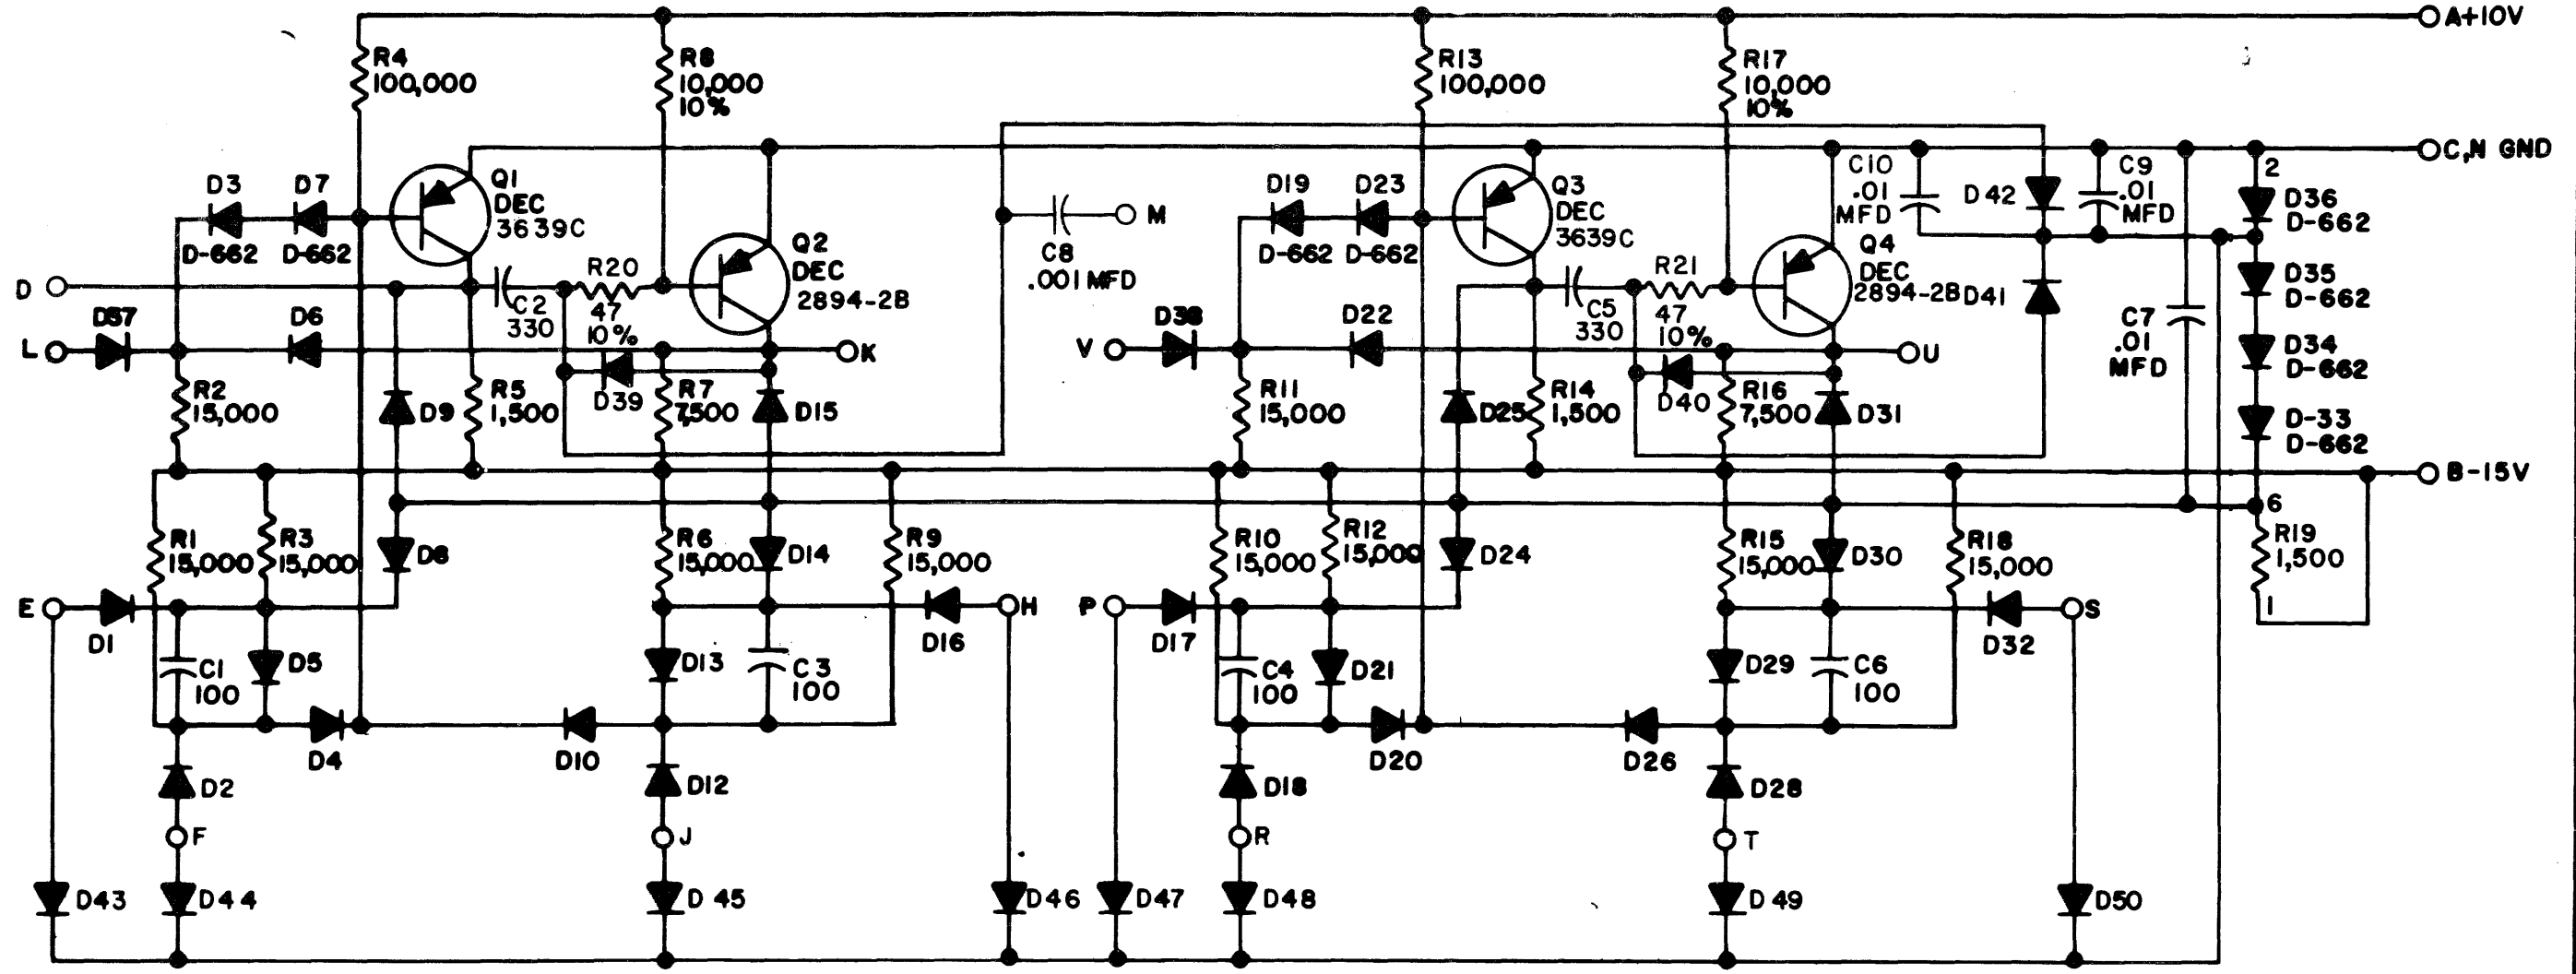 A+10V
R4
100,000
R8
10,000
10%
R13
100,000
R17
10,000
10%
C,N GND
D3
D-662
D7
D-662
Q1
DEC
3639C
Q2
DEC
2894-2B
D
C2
330
R20
47
10%
C8
.001MFD
M
D19
D-662
D23
D-662
Q3
DEC
3639C
C5
330
R21
47
10%
Q4
DEC
2894-2B
C10
.01
MFD
D42
C9
.01
MFD
D41
C7
.01
MFD
2
D36
D-662
D35
D-662
D34
D-662
D-33
D-662
L
D57
D6
K
V
D38
D22
U
R2
15,000
D9
R5
1,500
D39
R7
7,500
D15
R11
15,000
D25
R14
1,500
D40
R16
7,500
D31
B-15V
6
R19
1,500
1
R1
15,000
R3
15,000
D8
R6
15,000
D14
R9
15,000
R10
15,000
R12
15,000
D24
R15
15,000
D30
R18
15,000
E
D1
D16
H
P
D17
D32
S
C1
100
D5
D13
C3
100
C4
100
D21
D29
C6
100
D4
D10
D20
D26
D2
D12
D18
D28
F
J
R
T
D43
D44
D 45
D46
D47
D48
D 49
D50